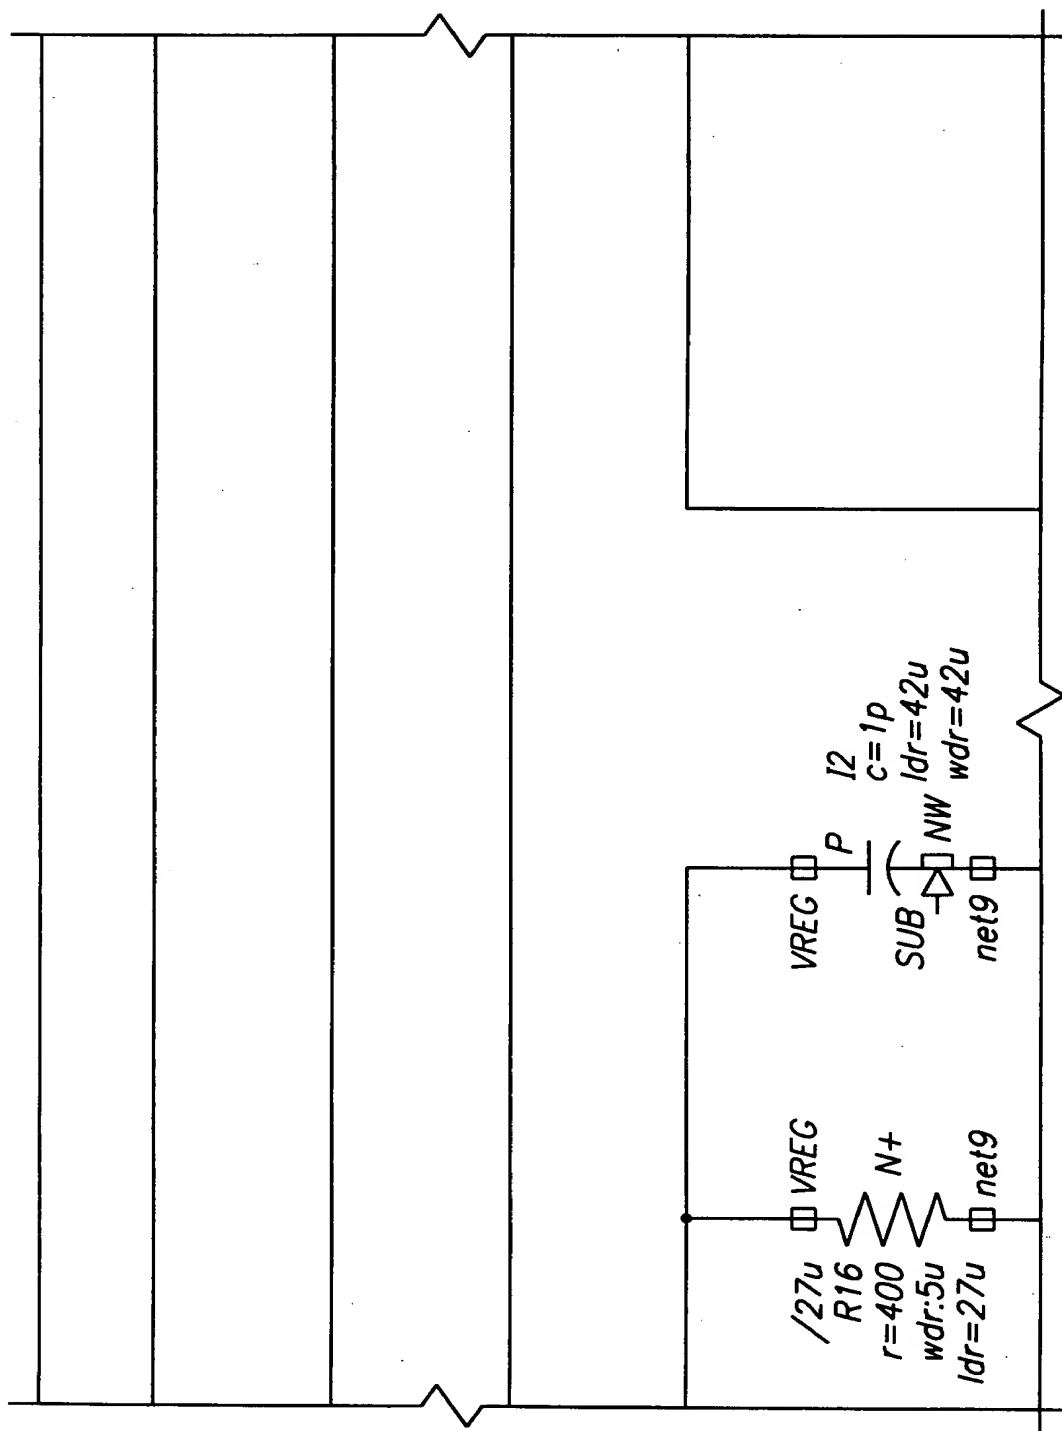 /27u
R16
r=400
wdr:5u
ldr=27u
VREG
N+
net9
VREG
SUB
net9
P
NW
I2
c=1p
ldr=42u
wdr=42u